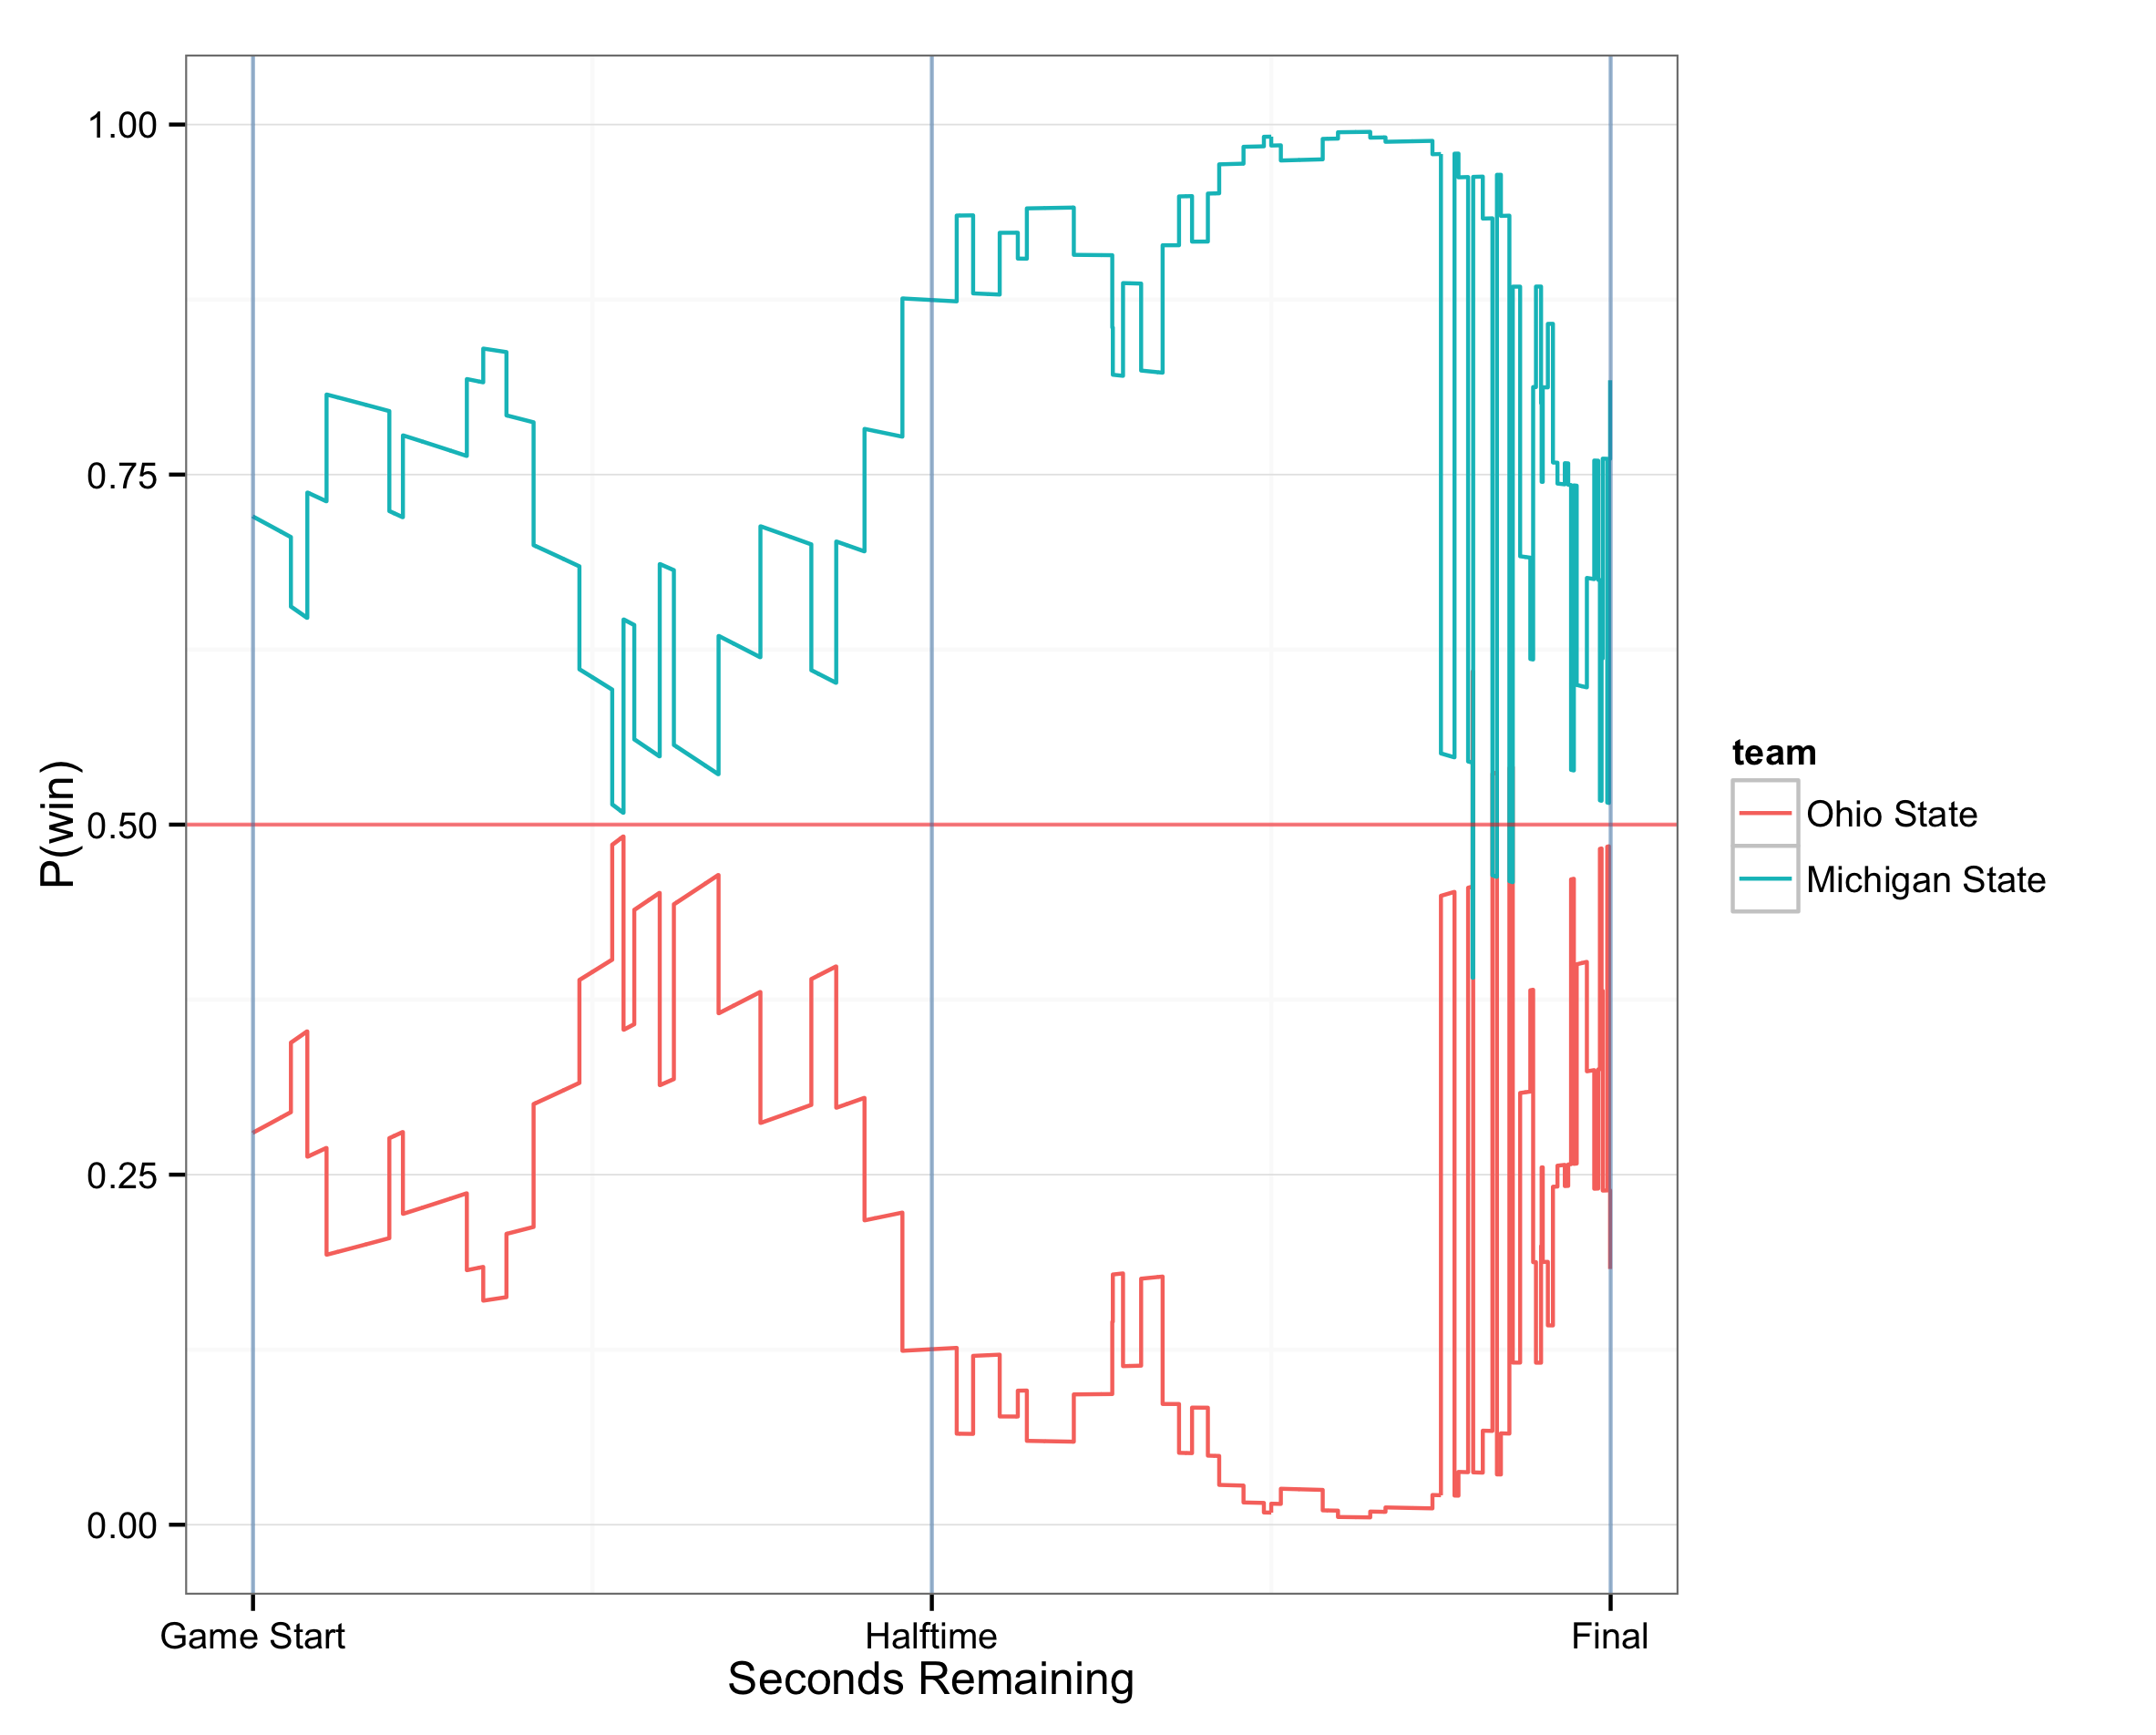 1.00
0.75
0.50
0.25
0.00
P(win)
Game Start
Halftime
Final
Seconds Remaining
team
Ohio State
Michigan State